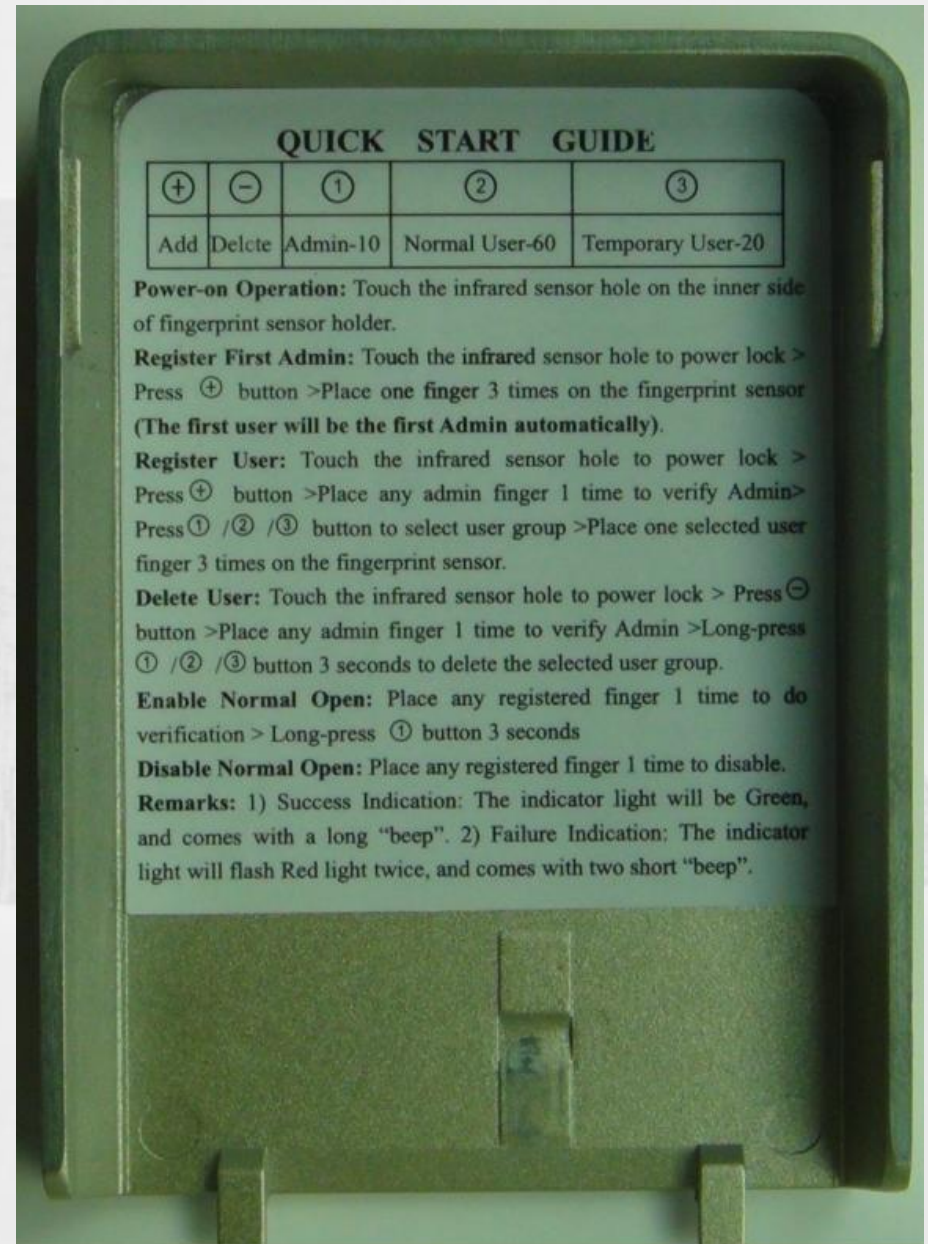 QUICK START GUIDE
⊕ ⊖ ① ② ③
Add Delete Admin-10 Normal User-60 Temporary User-20
Power-on Operation: Touch the infrared sensor hole on the inner side
of fingerprint sensor holder.
Register First Admin: Touch the infrared sensor hole to power lock >
Press ⊕ button >Place one finger 3 times on the fingerprint sensor
(The first user will be the first Admin automatically).
Register User: Touch the infrared sensor hole to power lock >
Press ⊕ button >Place any admin finger 1 time to verify Admin>
Press ① /② /③ button to select user group >Place one selected user
finger 3 times on the fingerprint sensor.
Delete User: Touch the infrared sensor hole to power lock > Press ⊖
button >Place any admin finger 1 time to verify Admin >Long-press
① /② /③ button 3 seconds to delete the selected user group.
Enable Normal Open: Place any registered finger 1 time to do
verification > Long-press ① button 3 seconds
Disable Normal Open: Place any registered finger 1 time to disable.
Remarks: 1) Success Indication: The indicator light will be Green,
and comes with a long “beep”. 2) Failure Indication: The indicator
light will flash Red light twice, and comes with two short “beep”.